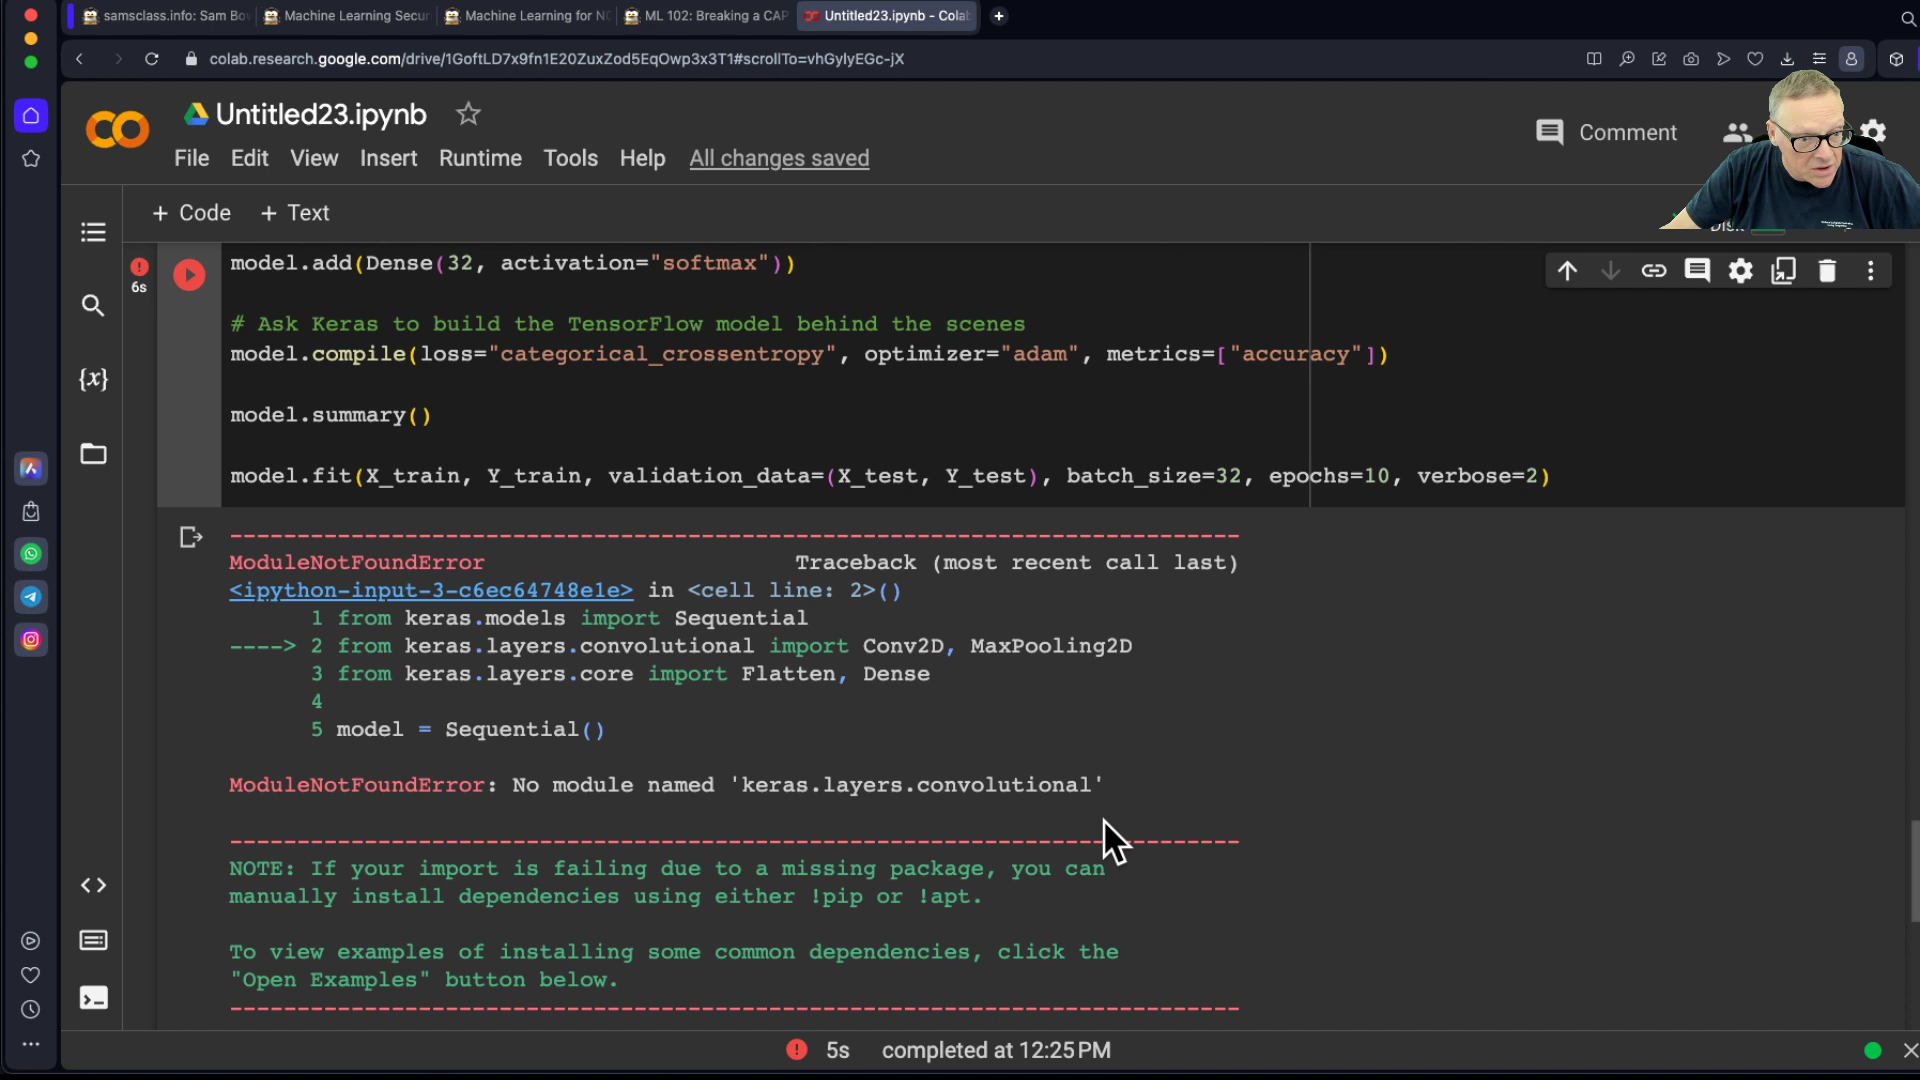 samsclass.info: Sam Bow
Machine Learning Secur
Machine Learning for NO
ML 102: Breaking a CAP
Untitled23.ipynb - Colab
colab.research.google.com/drive/1GoftLD7x9fn1E20ZuxZod5EqOwp3x3T1#scrollTo=vhGylyEGc-jX
Untitled23.ipynb
Comment
File Edit View Insert Runtime Tools Help All changes saved
+ Code + Text
Disk
model.add(Dense(32, activation="softmax"))
6s
# Ask Keras to build the TensorFlow model behind the scenes
model.compile(loss="categorical_crossentropy", optimizer="adam", metrics=["accuracy"])
model.summary()
model.fit(X_train, Y_train, validation_data=(X_test, Y_test), batch_size=32, epochs=10, verbose=2)
---------------------------------------------------------------------------
ModuleNotFoundError Traceback (most recent call last)
<ipython-input-3-c6ec64748e1e> in <cell line: 2>()
1 from keras.models import Sequential
----> 2 from keras.layers.convolutional import Conv2D, MaxPooling2D
3 from keras.layers.core import Flatten, Dense
4
5 model = Sequential()
ModuleNotFoundError: No module named 'keras.layers.convolutional'
---------------------------------------------------------------------------
NOTE: If your import is failing due to a missing package, you can
manually install dependencies using either !pip or !apt.
To view examples of installing some common dependencies, click the
"Open Examples" button below.
---------------------------------------------------------------------------
5s completed at 12:25 PM